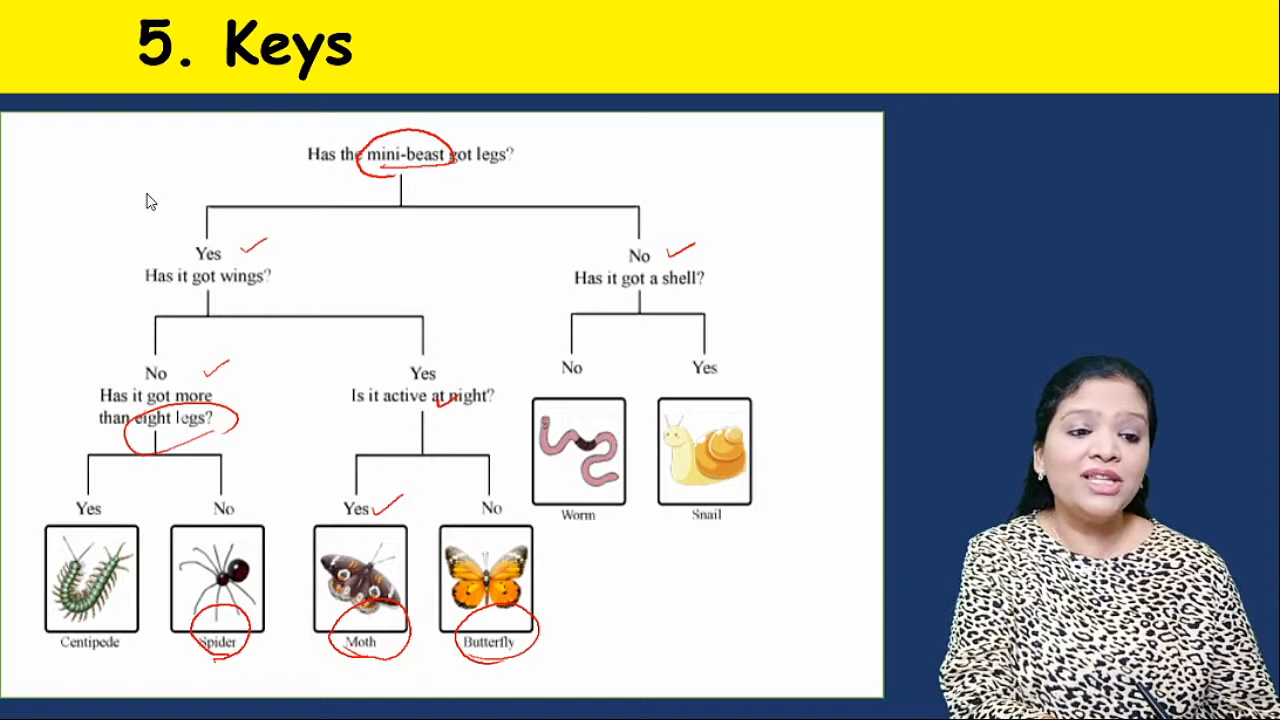 5. Keys
Has the mini-beast got legs?
Yes
Has it got wings?
No
Has it got a shell?
No
Has it got more
than eight legs?
Yes
Is it active at night?
No
Yes
Yes
No
Yes
No
Worm
Snail
Centipede
Spider
Moth
Butterfly